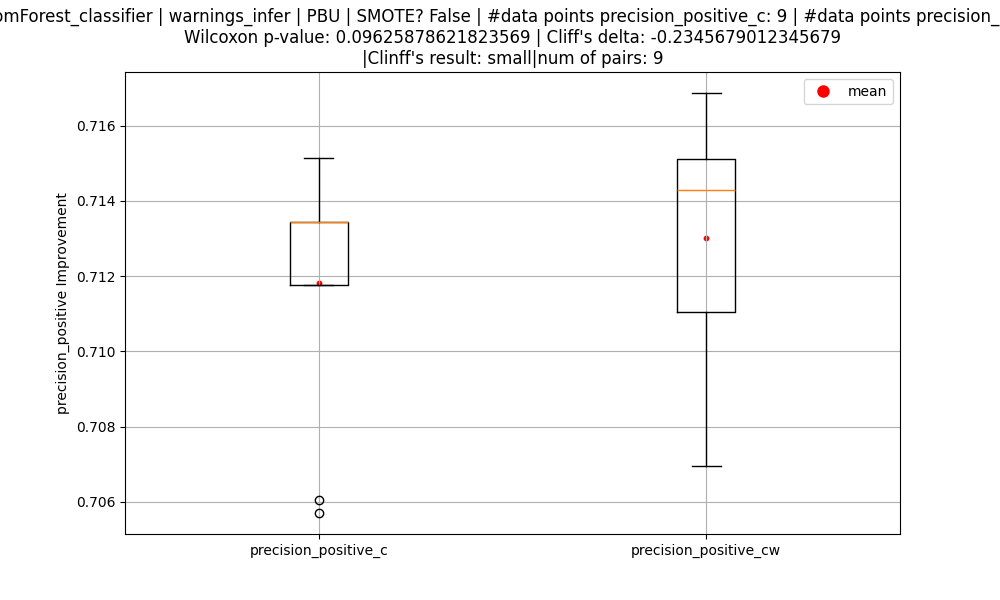 omForest_classifier | warnings_infer | PBU | SMOTE? False | #data points precision_positive_c: 9 | #data points precision_
Wilcoxon p-value: 0.09625878621823569 | Cliff's delta: -0.2345679012345679
|Clinff's result: small|num of pairs: 9
mean
0.716
0.714
0.712
0.710
0.708
0.706
precision_positive Improvement
precision_positive_c
precision_positive_cw